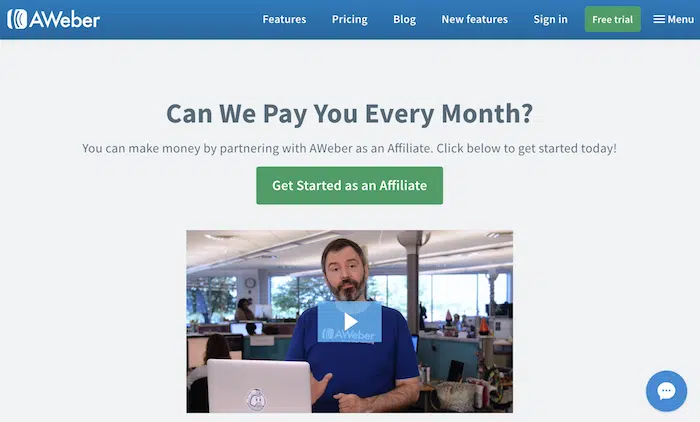 AWeber
Features
Pricing
Blog
New features
Sign in
Free trial
Menu
Can We Pay You Every Month?
You can make money by partnering with AWeber as an Affiliate. Click below to get started today!
Get Started as an Affiliate
AWeber